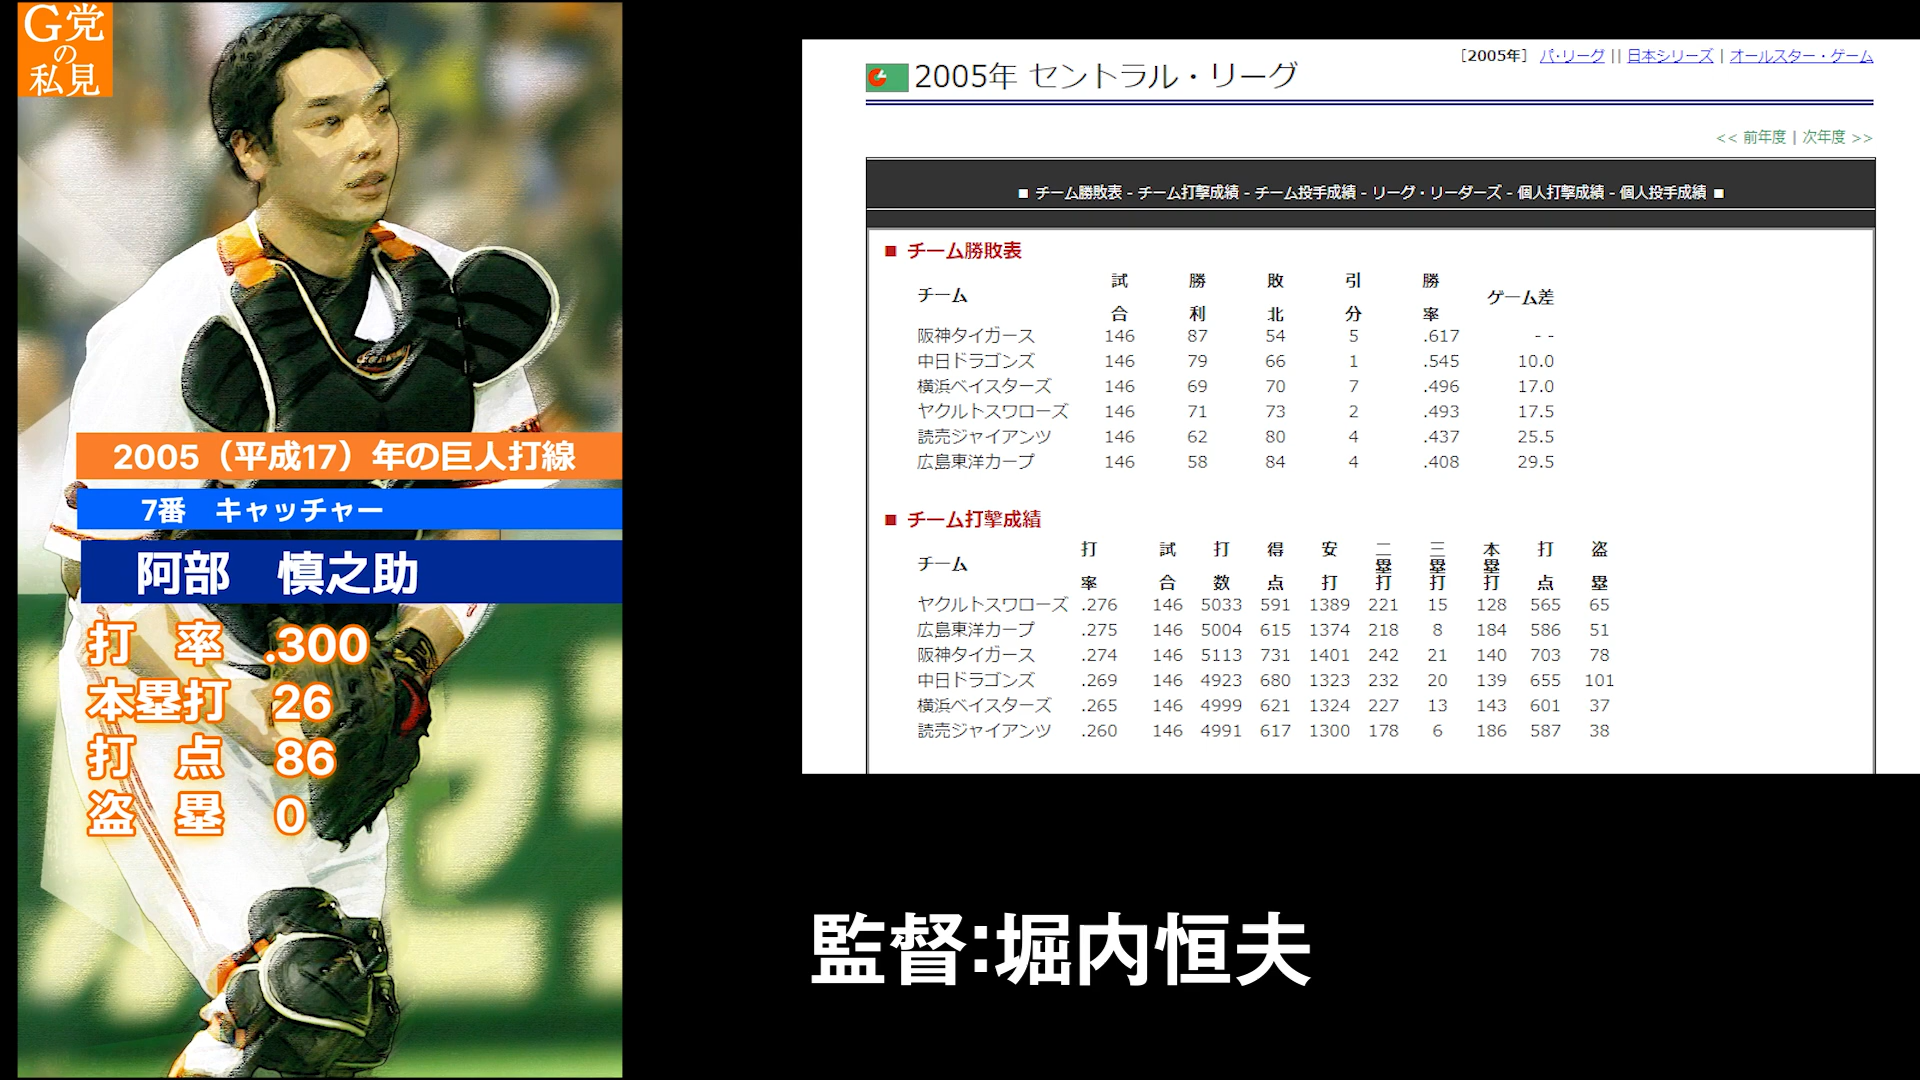 G党
の
私見
2005（平成17）年の巨人打線
7番 キャッチャー
阿部 慎之助
打 率 .300
本塁打 26
打 点 86
盗 塁 0
［2005年］ パ・リーグ || 日本シリーズ | オールスター・ゲーム
2005年 セントラル・リーグ
<< 前年度 | 次年度 >>
■ チーム勝敗表 - チーム打撃成績 - チーム投手成績 - リーグ・リーダーズ - 個人打撃成績 - 個人投手成績 ■
■ チーム勝敗表
チーム 試合 勝利 敗北 引分 勝率 ゲーム差
阪神タイガース 146 87 54 5 .617 - -
中日ドラゴンズ 146 79 66 1 .545 10.0
横浜ベイスターズ 146 69 70 7 .496 17.0
ヤクルトスワローズ 146 71 73 2 .493 17.5
読売ジャイアンツ 146 62 80 4 .437 25.5
広島東洋カープ 146 58 84 4 .408 29.5
■ チーム打撃成績
チーム 打率 試合 打数 得点 安打 二塁打 三塁打 本塁打 打点 盗塁
ヤクルトスワローズ .276 146 5033 591 1389 221 15 128 565 65
広島東洋カープ .275 146 5004 615 1374 218 8 184 586 51
阪神タイガース .274 146 5113 731 1401 242 21 140 703 78
中日ドラゴンズ .269 146 4923 680 1323 232 20 139 655 101
横浜ベイスターズ .265 146 4999 621 1324 227 13 143 601 37
読売ジャイアンツ .260 146 4991 617 1300 178 6 186 587 38
監督:堀内恒夫